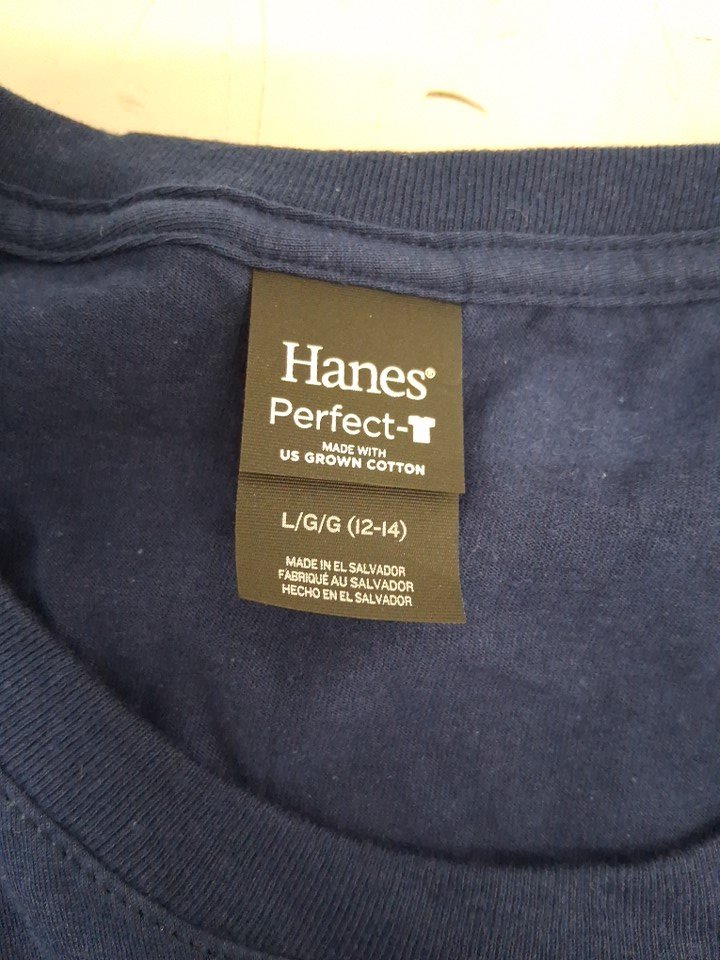 Hanes®
Perfect-
MADE WITH
US GROWN COTTON
L/G/G (12-14)
MADE IN EL SALVADOR
FABRIQUÉ AU SALVADOR
HECHO EN EL SALVADOR